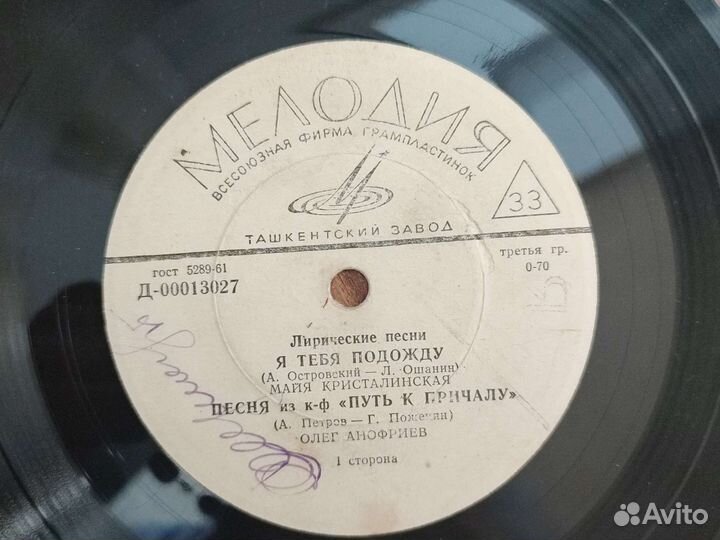 МЕЛОДИЯ
ВСЕСОЮЗНАЯ ФИРМА ГРАМПЛАСТИНОК
33
ТАШКЕНТСКИЙ ЗАВОД
гост 5289-61
третья гр.
Д-00013027
0-70
Лирические песни
Я ТЕБЯ ПОДОЖДУ
(А. Островский — Л. Ошанин)
МАЙЯ КРИСТАЛИНСКАЯ
ПЕСНЯ из к-ф «ПУТЬ К ПРИЧАЛУ»
(А. Петров — Г. Поженян)
ОЛЕГ АНОФРИЕВ
1 сторона
Avito